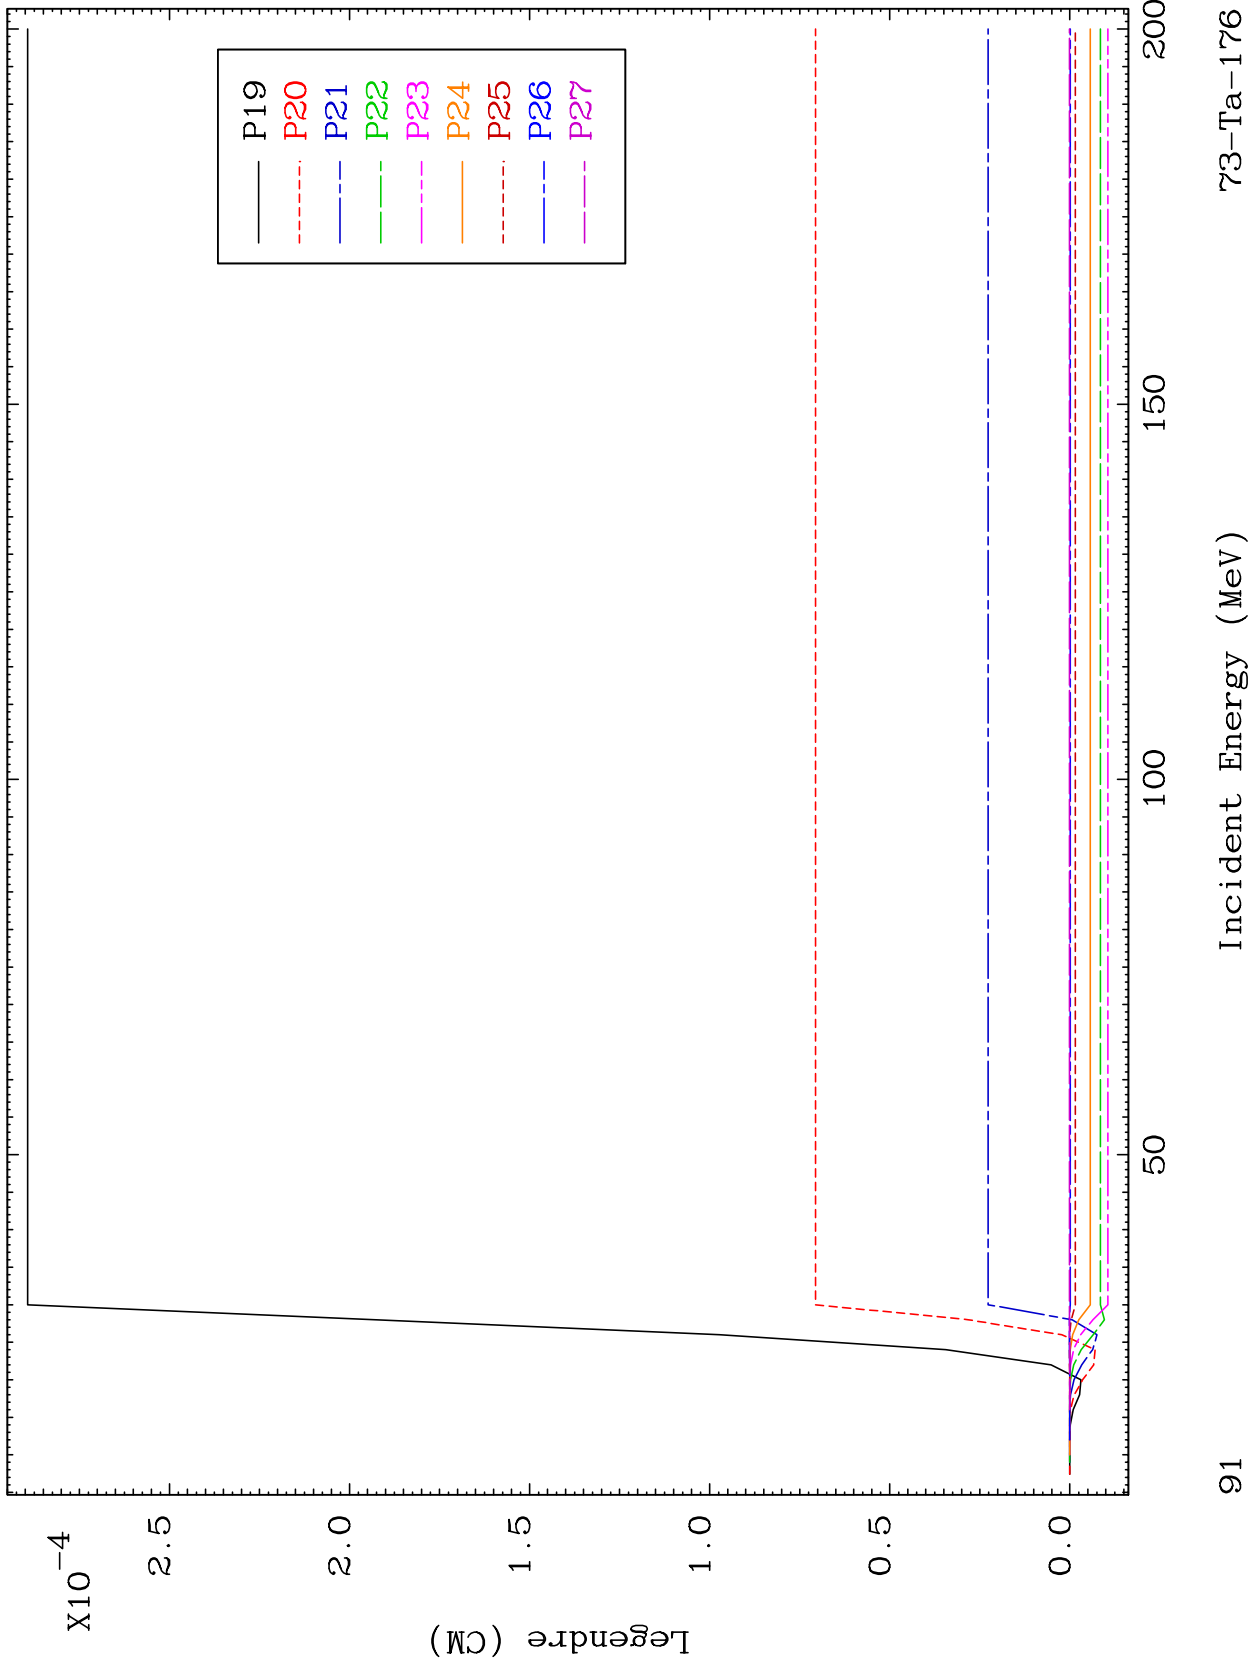 X10-4
2.5
2.0
1.5
1.0
0.5
0.0
Legendre (CM)
P19
P20
P21
P22
P23
P24
P25
P26
P27
50
100
150
200
91
Incident Energy (MeV)
73-Ta-176